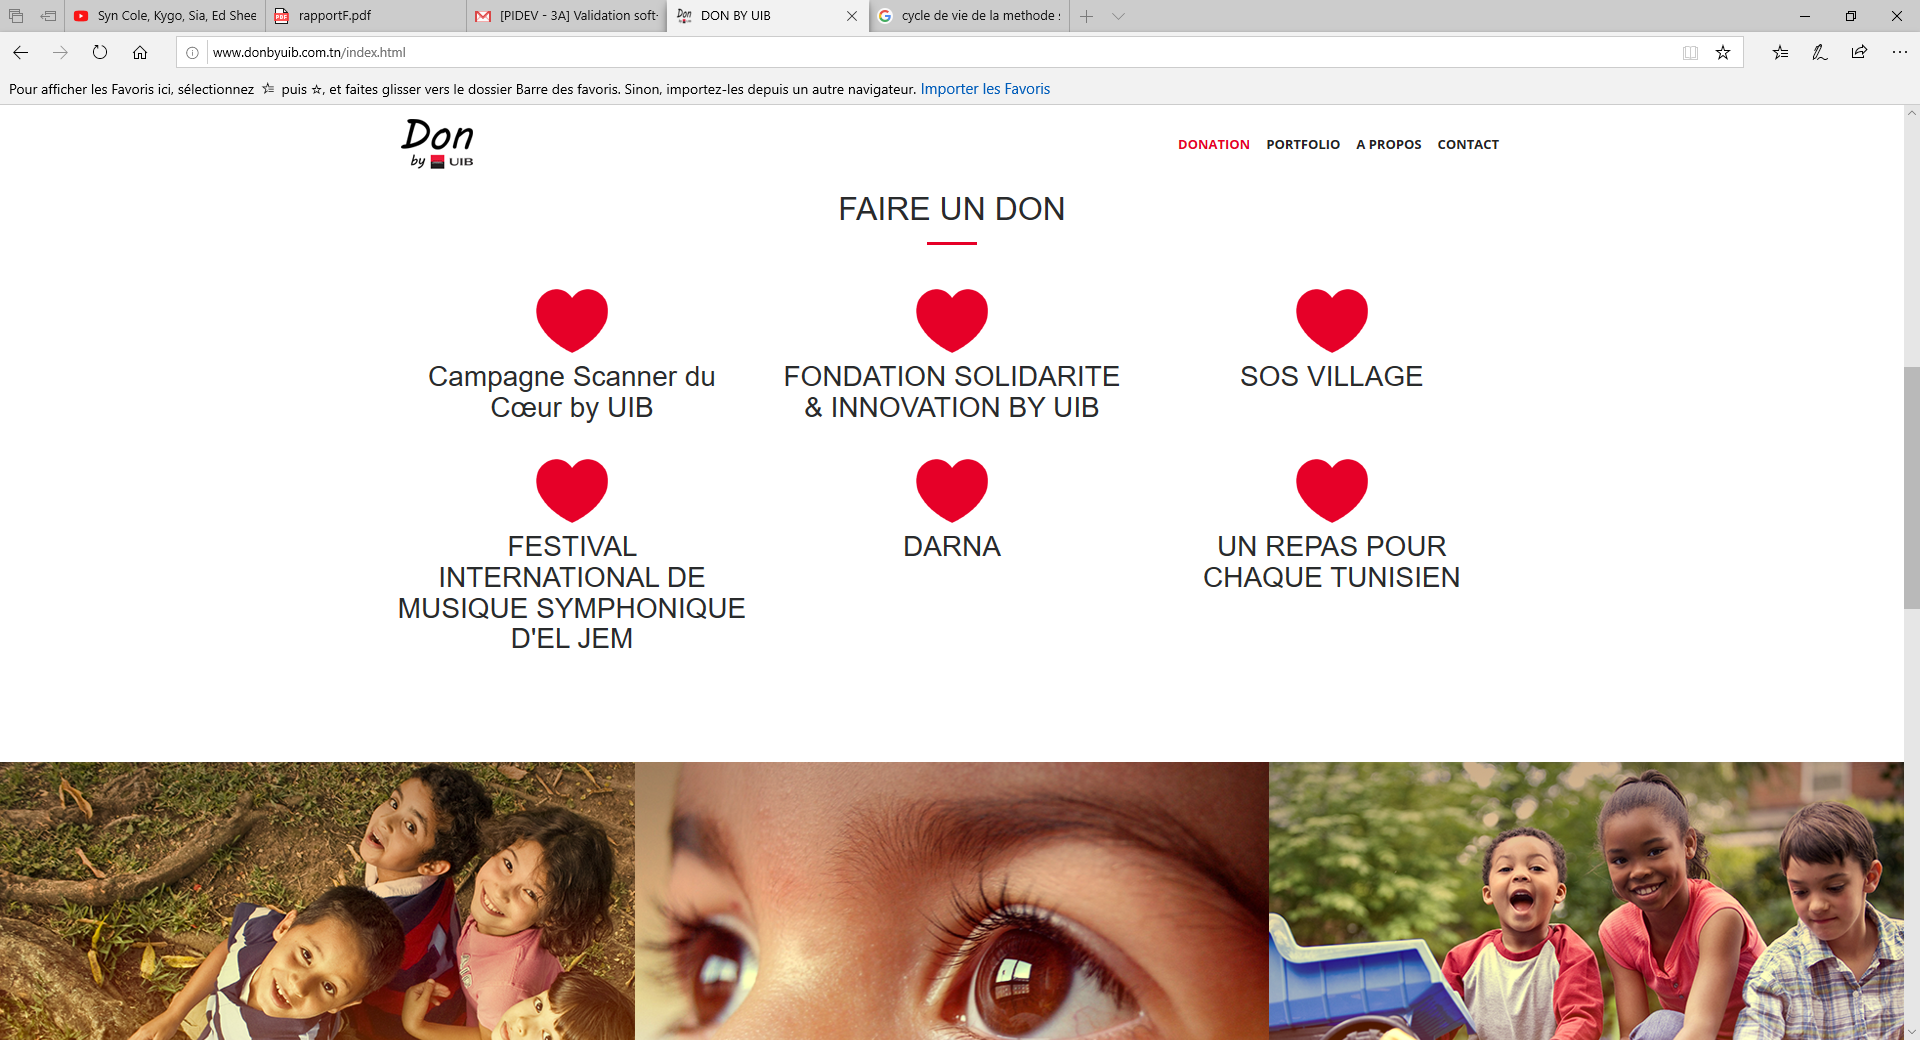 Syn Cole, Kygo, Sia, Ed Shee
rapportF.pdf
[PIDEV - 3A] Validation soft
DON BY UIB
cycle de vie de la methode
www.donbyuib.com.tn/index.html
Pour afficher les Favoris ici, sélectionnez puis ☆, et faites glisser vers le dossier Barre des favoris. Sinon, importez-les depuis un autre navigateur. Importer les Favoris
Don
by UIB
DONATION PORTFOLIO A PROPOS CONTACT
FAIRE UN DON
Campagne Scanner du
Cœur by UIB
FONDATION SOLIDARITE
& INNOVATION BY UIB
SOS VILLAGE
FESTIVAL
INTERNATIONAL DE
MUSIQUE SYMPHONIQUE
D'EL JEM
DARNA
UN REPAS POUR
CHAQUE TUNISIEN